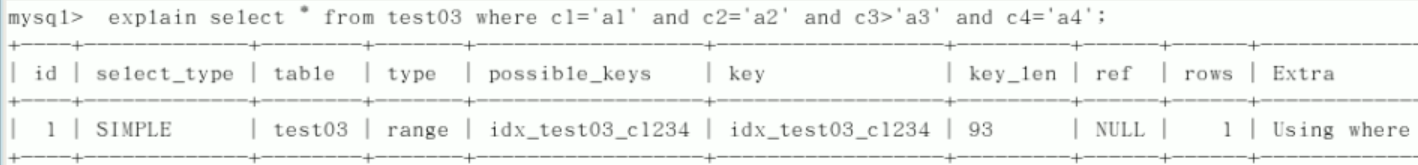 mysql> explain select * from test03 where c1='a1' and c2='a2' and c3>'a3' and c4='a4';
| id | select_type | table | type | possible_keys | key | key_len | ref | rows | Extra
| 1 | SIMPLE | test03 | range | idx_test03_c1234 | idx_test03_c1234 | 93 | NULL | 1 | Using where